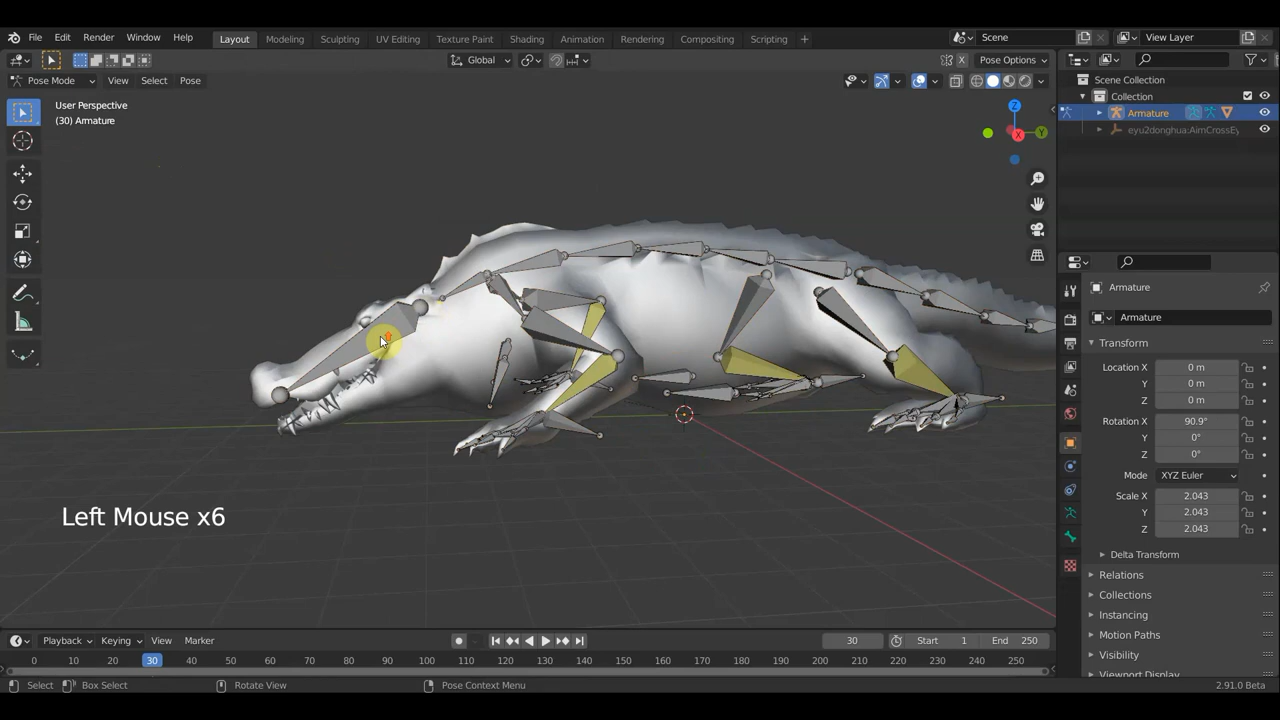 File Edit Render Window Help Layout Modeling Sculpting UV Editing Texture Paint Shading Animation Rendering Compositing Scripting + Scene View Layer
Global Pose Options
Pose Mode View Select Pose
User Perspective
(30) Armature
Z
Y
X
Scene Collection
Collection
Armature
eyu2donghua:AimCrossEy
Armature
Armature
Transform
Location X 0 m
Y 0 m
Z 0 m
Rotation X 90.9°
Y 0°
Z 0°
Mode XYZ Euler
Scale X 2.043
Y 2.043
Z 2.043
Delta Transform
Relations
Collections
Instancing
Motion Paths
Visibility
Viewport Display
Left Mouse x6
Playback Keying View Marker 30 Start 1 End 250
0 10 20 30 40 50 60 70 80 90 100 110 120 130 140 150 160 170 180 190 200 210 220 230 240 250
Select Box Select Rotate View Pose Context Menu 2.91.0 Beta